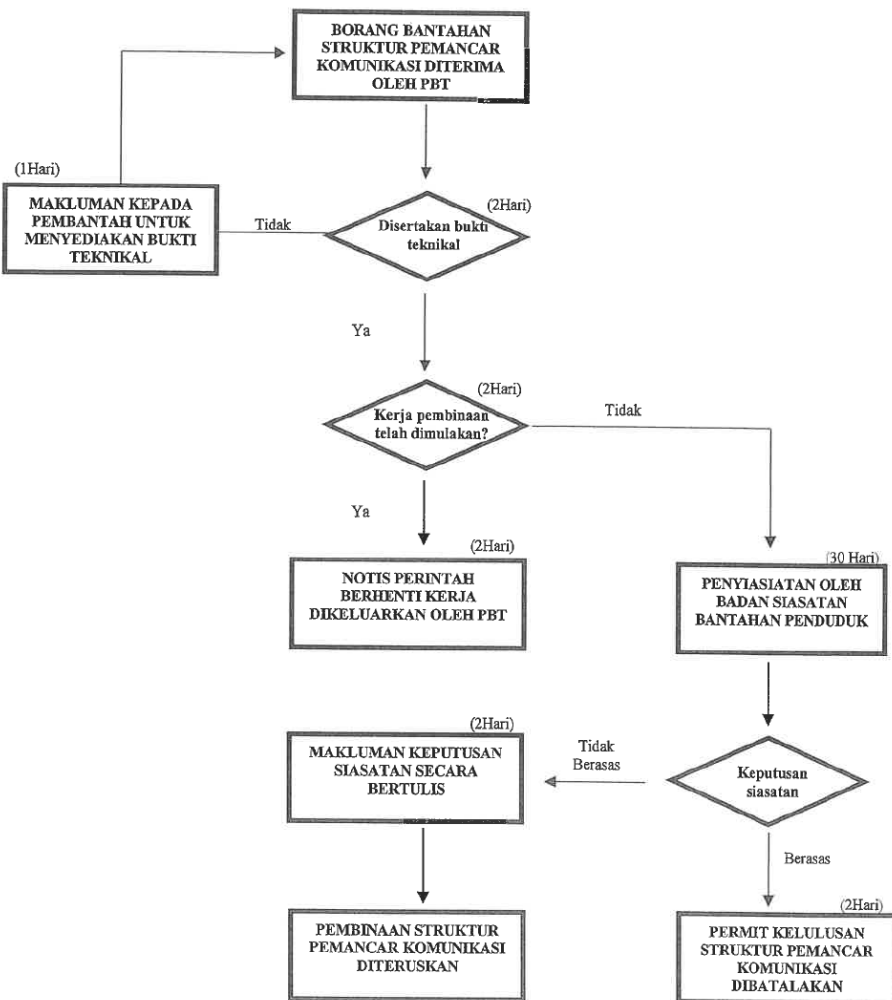 BORANG BANTAHAN
STRUKTUR PEMANCAR
KOMUNIKASI DITERIMA
OLEH PBT
(1Hari)
MAKLUMAN KEPADA
PEMBANTAH UNTUK
MENYEDIAKAN BUKTI
TEKNIKAL
Tidak
(2Hari)
Disertakan bukti
teknikal
Ya
(2Hari)
Kerja pembinaan
telah dimulakan?
Tidak
Ya
(2Hari)
NOTIS PERINTAH
BERHENTI KERJA
DIKELUARKAN OLEH PBT
(30 Hari)
PENYIASIATAN OLEH
BADAN SIASATAN
BANTAHAN PENDUDUK
(2Hari)
MAKLUMAN KEPUTUSAN
SIASATAN SECARA
BERTULIS
Tidak
Berasas
Keputusan
siasatan
Berasas
PEMBINAAN STRUKTUR
PEMANCAR KOMUNIKASI
DITERUSKAN
(2Hari)
PERMIT KELULUSAN
STRUKTUR PEMANCAR
KOMUNIKASI
DIBATALAKAN